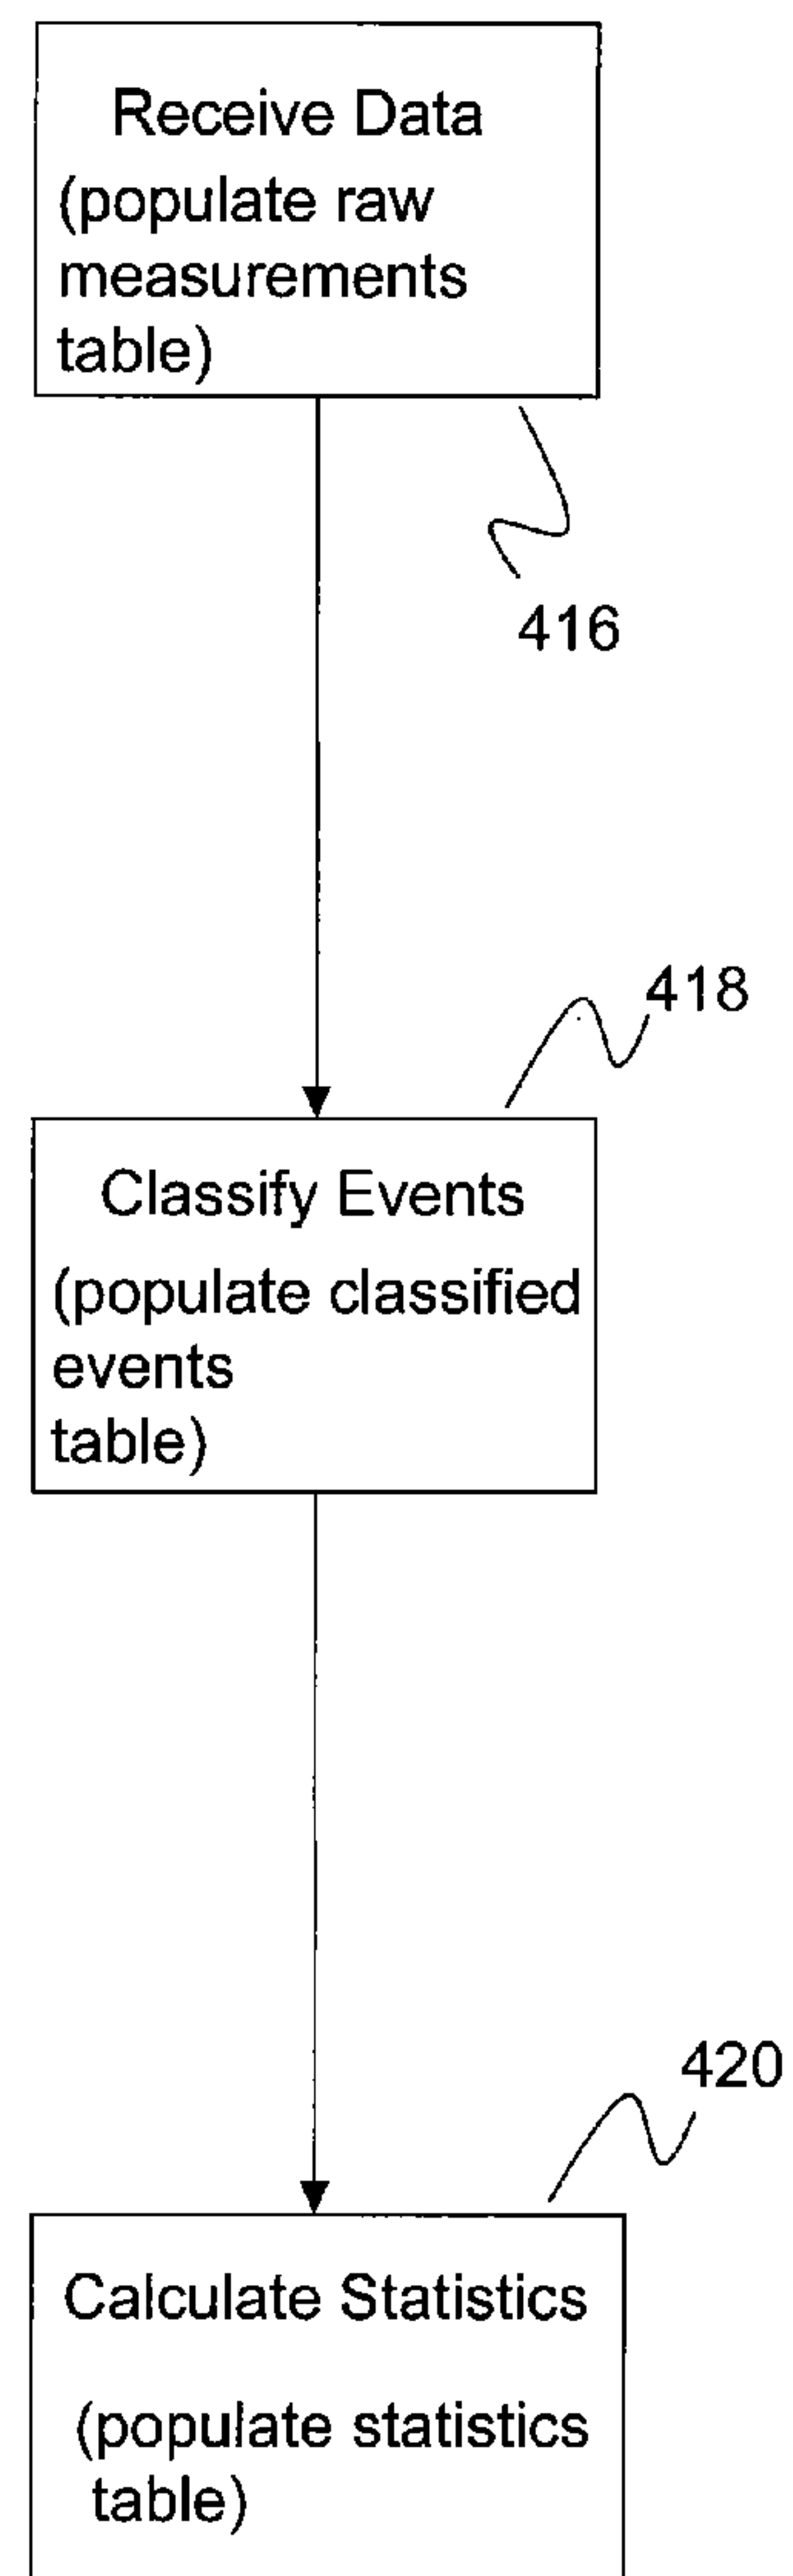 Receive Data
(populate raw
measurements
table)
416
418
Classify Events
(populate classified
events
table)
420
Calculate Statistics
(populate statistics
table)